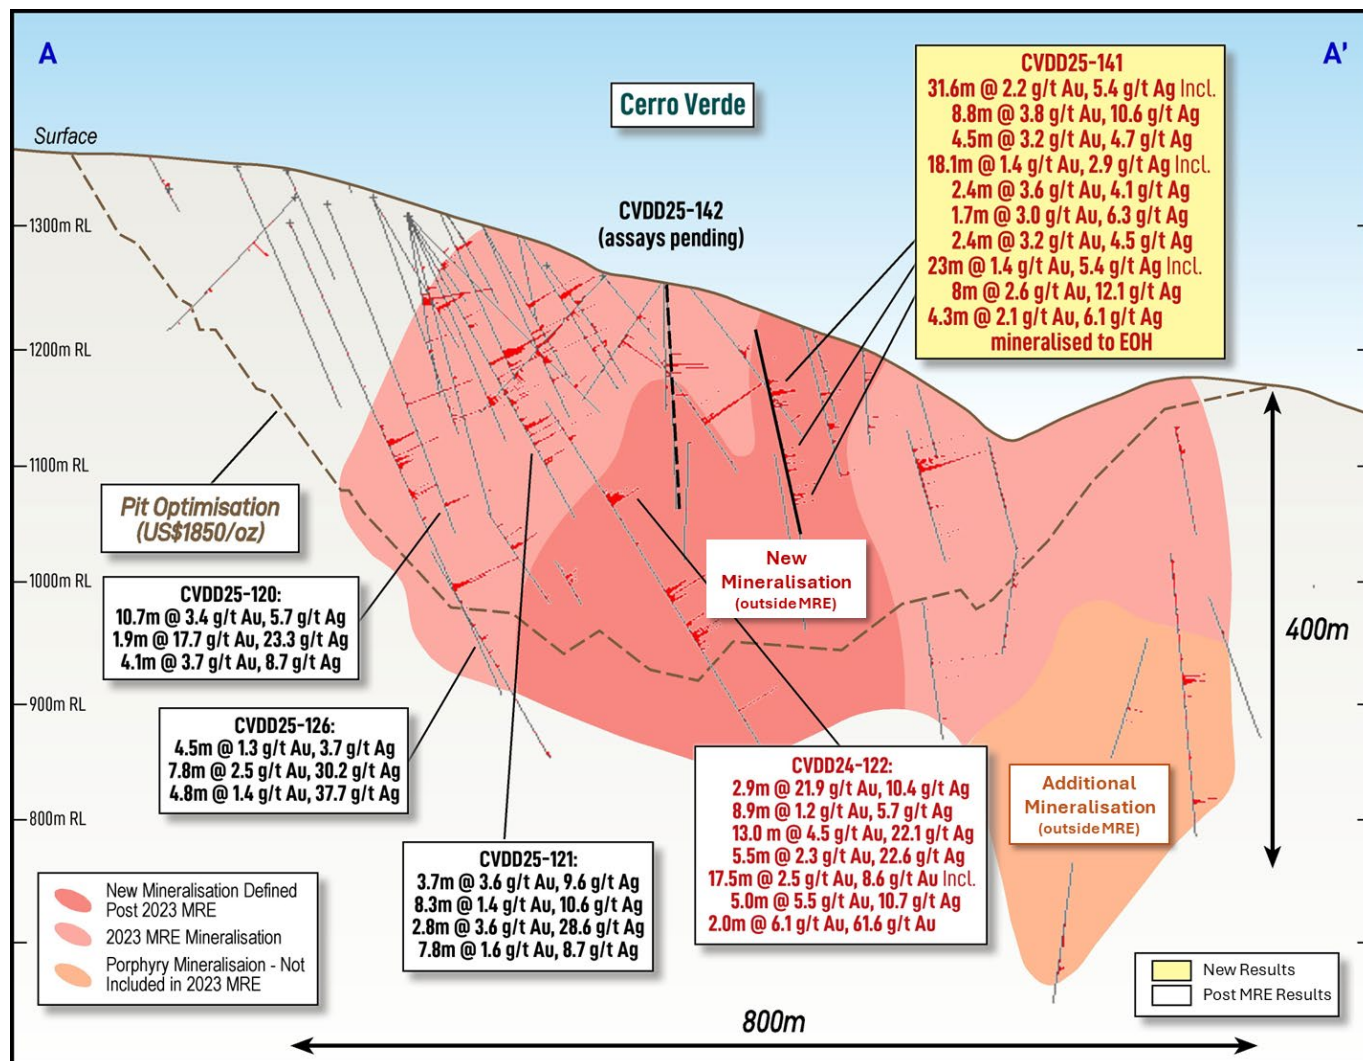 A
A'
Cerro Verde
Surface
CVDD25-141
31.6m @ 2.2 g/t Au, 5.4 g/t Ag Incl.
8.8m @ 3.8 g/t Au, 10.6 g/t Ag
4.5m @ 3.2 g/t Au, 4.7 g/t Ag
18.1m @ 1.4 g/t Au, 2.9 g/t Ag Incl.
2.4m @ 3.6 g/t Au, 4.1 g/t Ag
1.7m @ 3.0 g/t Au, 6.3 g/t Ag
2.4m @ 3.2 g/t Au, 4.5 g/t Ag
23m @ 1.4 g/t Au, 5.4 g/t Ag Incl.
8m @ 2.6 g/t Au, 12.1 g/t Ag
4.3m @ 2.1 g/t Au, 6.1 g/t Ag
mineralised to EOH
CVDD25-142
(assays pending)
1300m RL
1200m RL
1100m RL
1000m RL
900m RL
800m RL
Pit Optimisation
(US$1850/oz)
CVDD25-120:
10.7m @ 3.4 g/t Au, 5.7 g/t Ag
1.9m @ 17.7 g/t Au, 23.3 g/t Ag
4.1m @ 3.7 g/t Au, 8.7 g/t Ag
CVDD25-126:
4.5m @ 1.3 g/t Au, 3.7 g/t Ag
7.8m @ 2.5 g/t Au, 30.2 g/t Ag
4.8m @ 1.4 g/t Au, 37.7 g/t Ag
CVDD25-121:
3.7m @ 3.6 g/t Au, 9.6 g/t Ag
8.3m @ 1.4 g/t Au, 10.6 g/t Ag
2.8m @ 3.6 g/t Au, 28.6 g/t Ag
7.8m @ 1.6 g/t Au, 8.7 g/t Ag
New
Mineralisation
(outside MRE)
CVDD24-122:
2.9m @ 21.9 g/t Au, 10.4 g/t Ag
8.9m @ 1.2 g/t Au, 5.7 g/t Ag
13.0 m @ 4.5 g/t Au, 22.1 g/t Ag
5.5m @ 2.3 g/t Au, 22.6 g/t Ag
17.5m @ 2.5 g/t Au, 8.6 g/t Au Incl.
5.0m @ 5.5 g/t Au, 10.7 g/t Ag
2.0m @ 6.1 g/t Au, 61.6 g/t Au
Additional
Mineralisation
(outside MRE)
400m
800m
New Mineralisation Defined
Post 2023 MRE
2023 MRE Mineralisation
Porphyry Mineralisaion - Not
Included in 2023 MRE
New Results
Post MRE Results